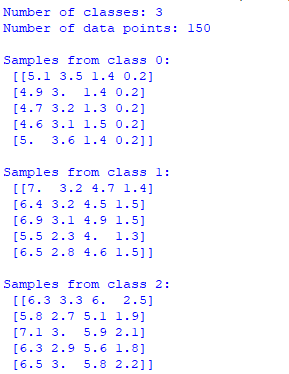 Number of classes: 3
Number of data points: 150
Samples from class 0:
[[5.1 3.5 1.4 0.2]
[4.9 3.  1.4 0.2]
[4.7 3.2 1.3 0.2]
[4.6 3.1 1.5 0.2]
[5.  3.6 1.4 0.2]]
Samples from class 1:
[[7.  3.2 4.7 1.4]
[6.4 3.2 4.5 1.5]
[6.9 3.1 4.9 1.5]
[5.5 2.3 4.  1.3]
[6.5 2.8 4.6 1.5]]
Samples from class 2:
[[6.3 3.3 6.  2.5]
[5.8 2.7 5.1 1.9]
[7.1 3.  5.9 2.1]
[6.3 2.9 5.6 1.8]
[6.5 3.  5.8 2.2]]